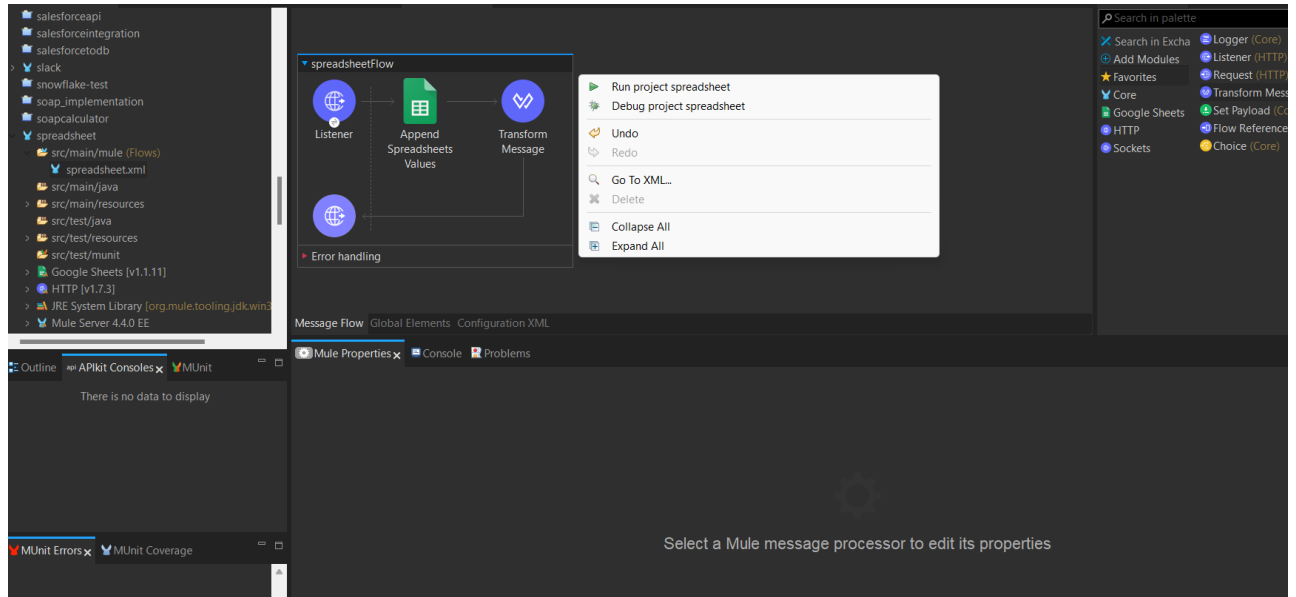 salesforceapi
salesforceintegration
salesforcetodb
slack
snowflake-test
soap_implementation
soapcalculator
spreadsheet
src/main/mule (Flows)
spreadsheet.xml
src/main/java
src/main/resources
src/test/java
src/test/resources
src/test/munit
Google Sheets [v1.1.11]
HTTP [v1.7.3]
JRE System Library [org.mule.tooling.jdk.win3
Mule Server 4.4.0 EE
spreadsheetFlow
Listener
Append
Spreadsheets
Values
Transform
Message
Error handling
Run project spreadsheet
Debug project spreadsheet
Undo
Redo
Go To XML...
Delete
Collapse All
Expand All
Message Flow Global Elements Configuration XML
Search in palette
Search in Excha
Add Modules
Favorites
Core
Google Sheets
HTTP
Sockets
Logger (Core)
Listener (HTTP)
Request (HTTP)
Transform Mess
Set Payload (Co
Flow Reference
Choice (Core)
Outline api APIkit Consoles MUnit
There is no data to display
MUnit Errors MUnit Coverage
Mule Properties Console Problems
Select a Mule message processor to edit its properties